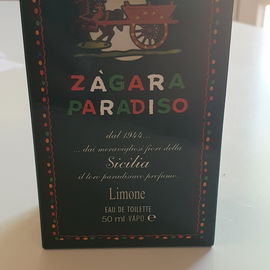 ZÀGARA
PARADISO
dal 1944...
...dai meravigliosi fiori della
Sicilia
il loro paradisiaco profumo.
Limone
EAU DE TOILETTE
50 ml VAPO e